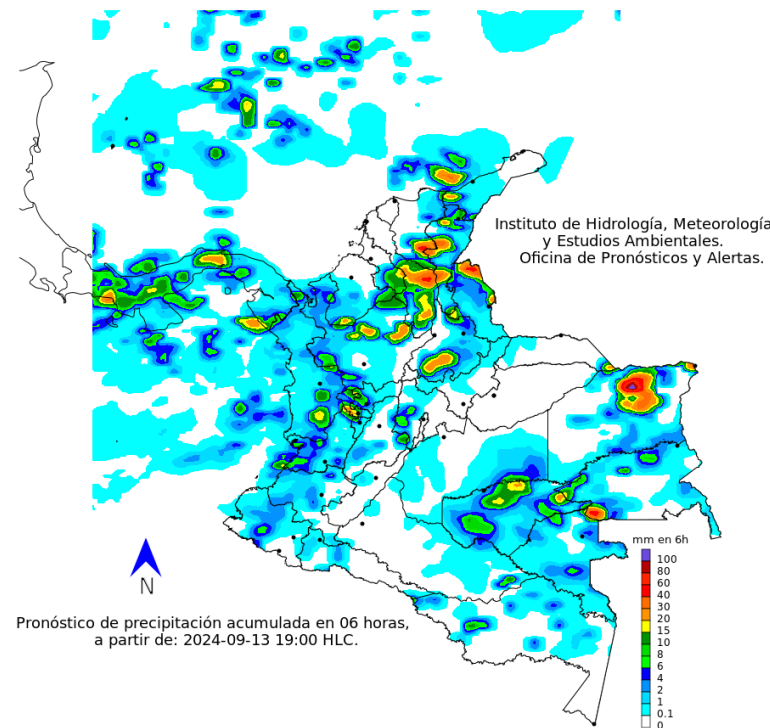 Instituto de Hidrología, Meteorología
y Estudios Ambientales.
Oficina de Pronósticos y Alertas.
mm en 6h
100
80
60
40
30
20
15
10
8
6
4
2
1
0.1
0
N
Pronóstico de precipitación acumulada en 06 horas,
a partir de: 2024-09-13 19:00 HLC.